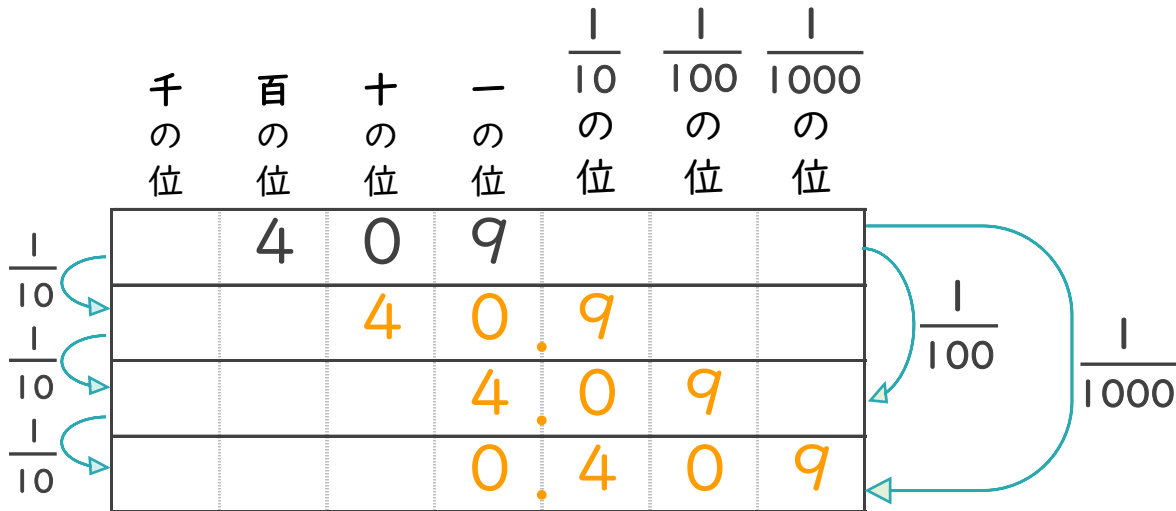 千の位 百の位 十の位 一の位 1/10の位 1/100の位 1/1000の位
4 0 9
1/10
4 0 . 9
1/10
1/100
4 . 0 9
1/1000
1/10
0 . 4 0 9